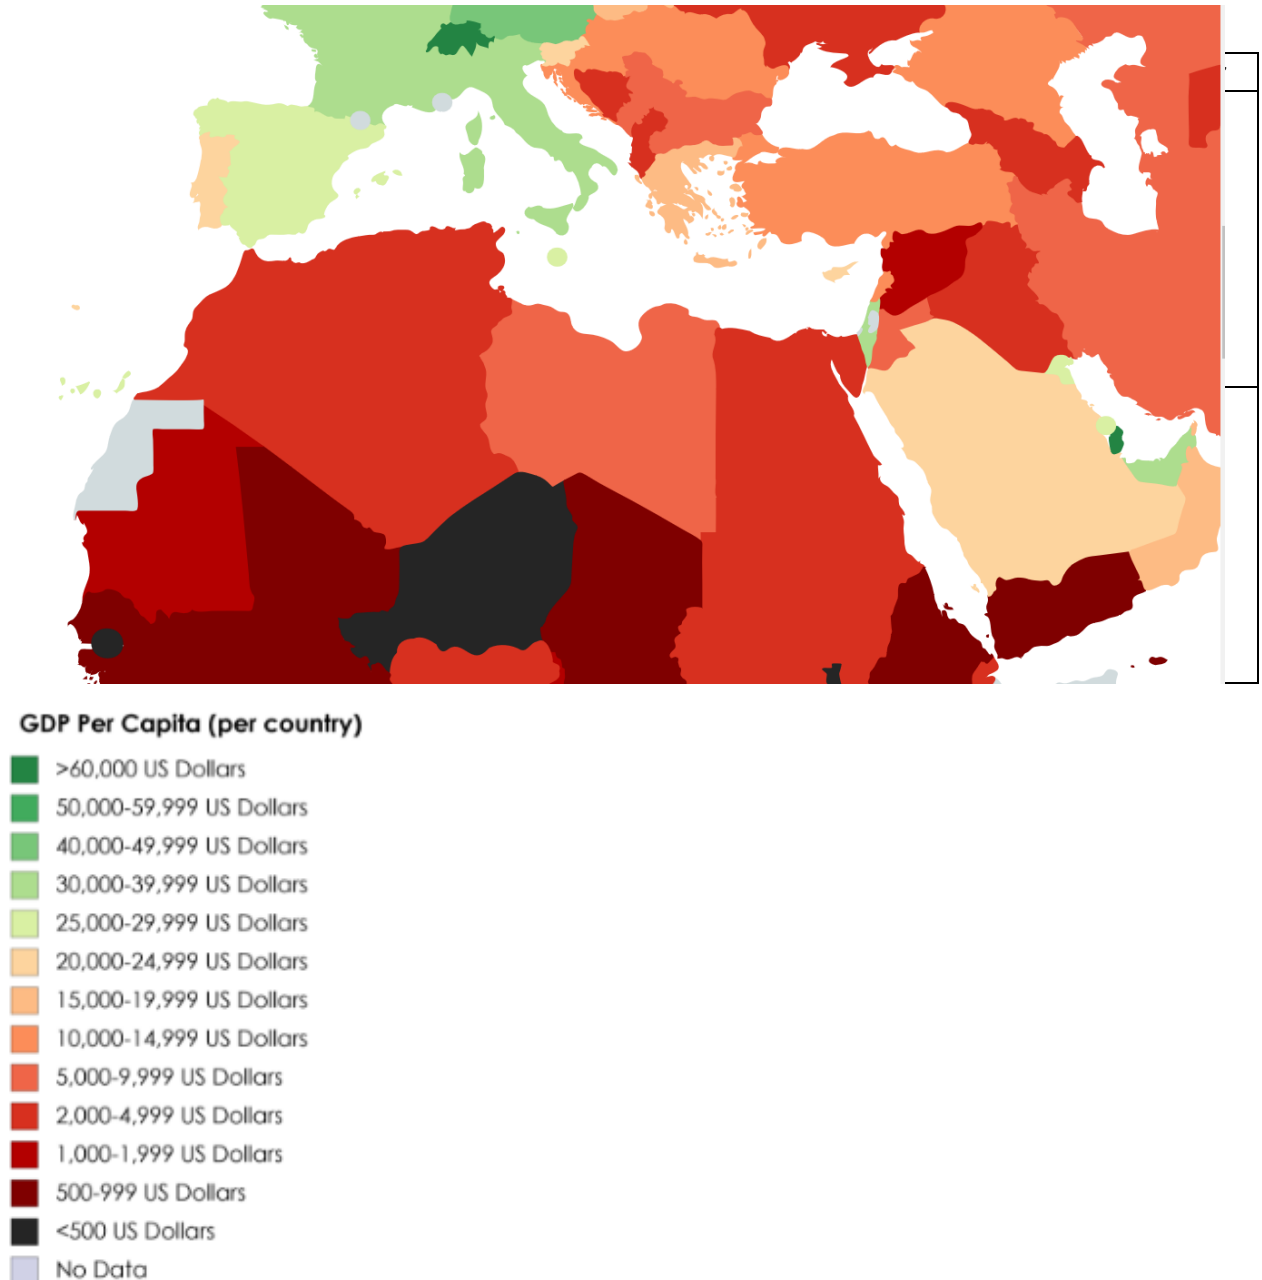 GDP Per Capita (per country)
>60,000 US Dollars
50,000-59,999 US Dollars
40,000-49,999 US Dollars
30,000-39,999 US Dollars
25,000-29,999 US Dollars
20,000-24,999 US Dollars
15,000-19,999 US Dollars
10,000-14,999 US Dollars
5,000-9,999 US Dollars
2,000-4,999 US Dollars
1,000-1,999 US Dollars
500-999 US Dollars
<500 US Dollars
No Data